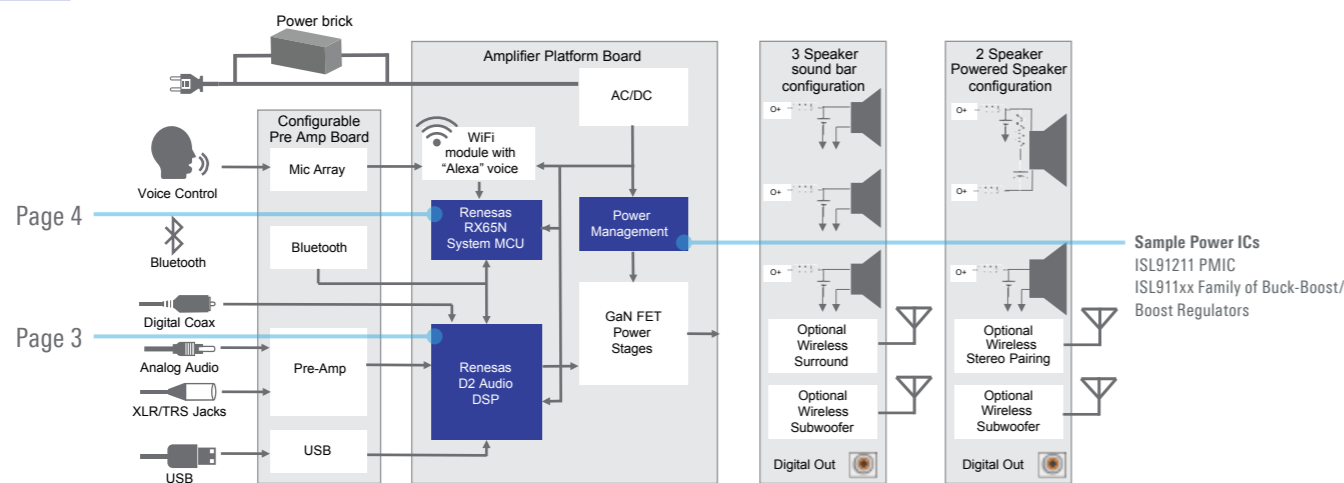 Power brick
Amplifier Platform Board
AC/DC
Configurable
Pre Amp Board
WiFi
module with
“Alexa” voice
Mic Array
Voice Control
Page 4
Renesas
RX65N
System MCU
Power
Management
Bluetooth
Bluetooth
Digital Coax
Page 3
Analog Audio
XLR/TRS Jacks
Pre-Amp
Renesas
D2 Audio
DSP
GaN FET
Power
Stages
USB
USB
3 Speaker
sound bar
configuration
O+
O+
O+
Optional
Wireless
Surround
Optional
Wireless
Subwoofer
Digital Out
2 Speaker
Powered Speaker
configuration
O+
O+
O+
Optional
Wireless
Stereo Pairing
Optional
Wireless
Subwoofer
Digital Out
Sample Power ICs
ISL91211 PMIC
ISL911xx Family of Buck-Boost/
Boost Regulators